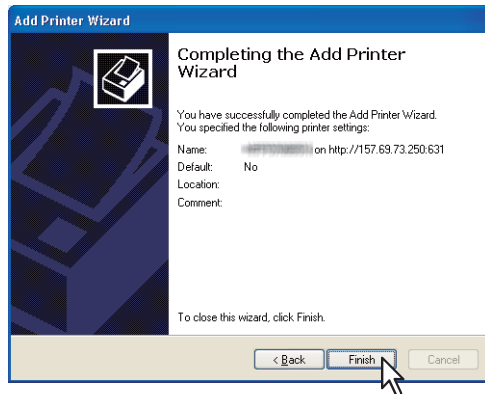 Add Printer Wizard
Completing the Add Printer
Wizard
You have successfully completed the Add Printer Wizard.
You specified the following printer settings:
Name: on http://157.69.73.250:631
Default: No
Location:
Comment:
To close this wizard, click Finish.
< Back Finish Cancel